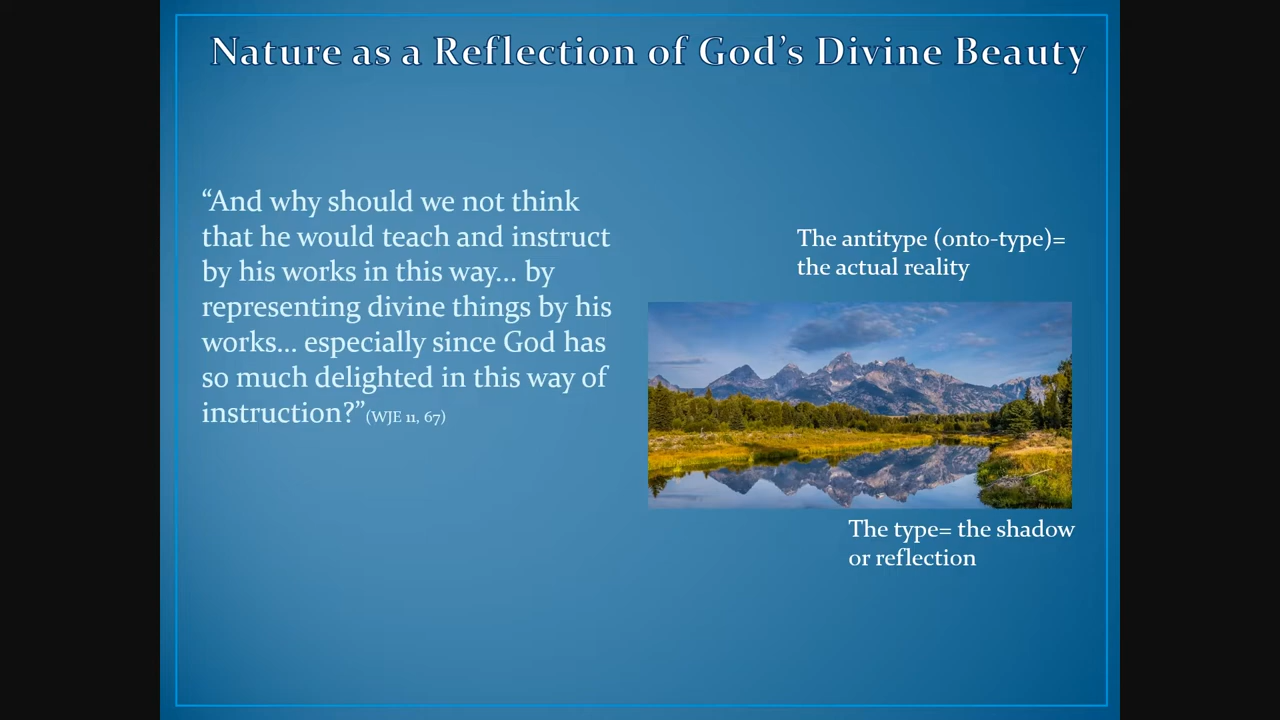 Nature as a Reflection of God’s Divine Beauty
“And why should we not think
that he would teach and instruct
by his works in this way... by
representing divine things by his
works... especially since God has
so much delighted in this way of
instruction?”(WJE 11, 67)
The antitype (onto-type)=
the actual reality
The type= the shadow
or reflection